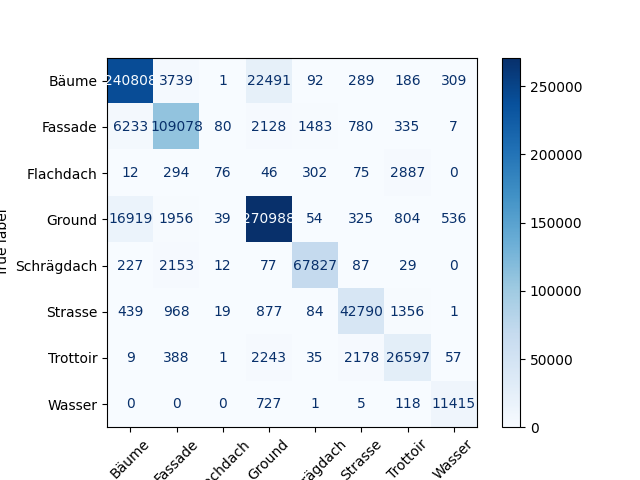 Bäume 240808 3739 1 22491 92 289 186 309
Fassade 6233 109078 80 2128 1483 780 335 7
Flachdach 12 294 76 46 302 75 2887 0
Ground 16919 1956 39 270988 54 325 804 536
Schrägdach 227 2153 12 77 67827 87 29 0
Strasse 439 968 19 877 84 42790 1356 1
Trottoir 9 388 1 2243 35 2178 26597 57
Wasser 0 0 0 727 1 5 118 11415
Bäume Fassade chdach Ground rägdach Strasse Trottoir Wasser
True label
250000
200000
150000
100000
50000
0